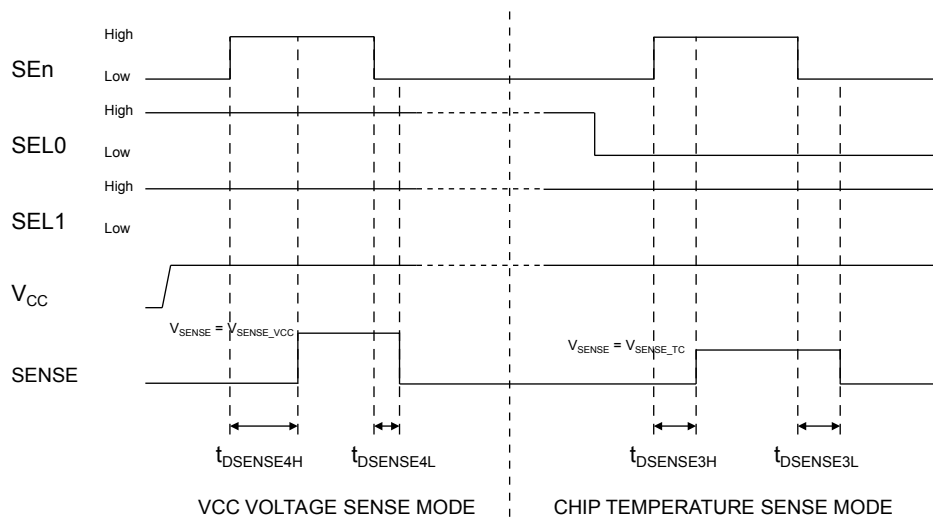 High
SEn
Low
High
SEL0
Low
High
SEL1
Low
VCC
VSENSE = VSENSE_VCC
VSENSE = VSENSE_TC
SENSE
tDSENSE4H tDSENSE4L tDSENSE3H tDSENSE3L
VCC VOLTAGE SENSE MODE CHIP TEMPERATURE SENSE MODE